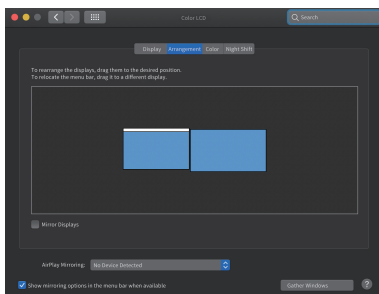 Color LCD
Search
Display Arrangement Color Night Shift
To rearrange the displays, drag them to the desired position.
To relocate the menu bar, drag it to a different display.
Mirror Displays
AirPlay Mirroring: No Device Detected
Show mirroring options in the menu bar when available
Gather Windows ?